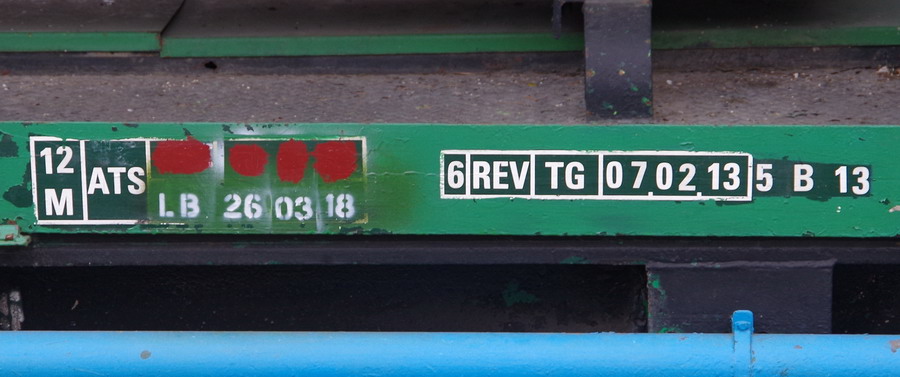 12 M ATS LB 26 03 18
6 REV TG 07.02.13 5 B 13